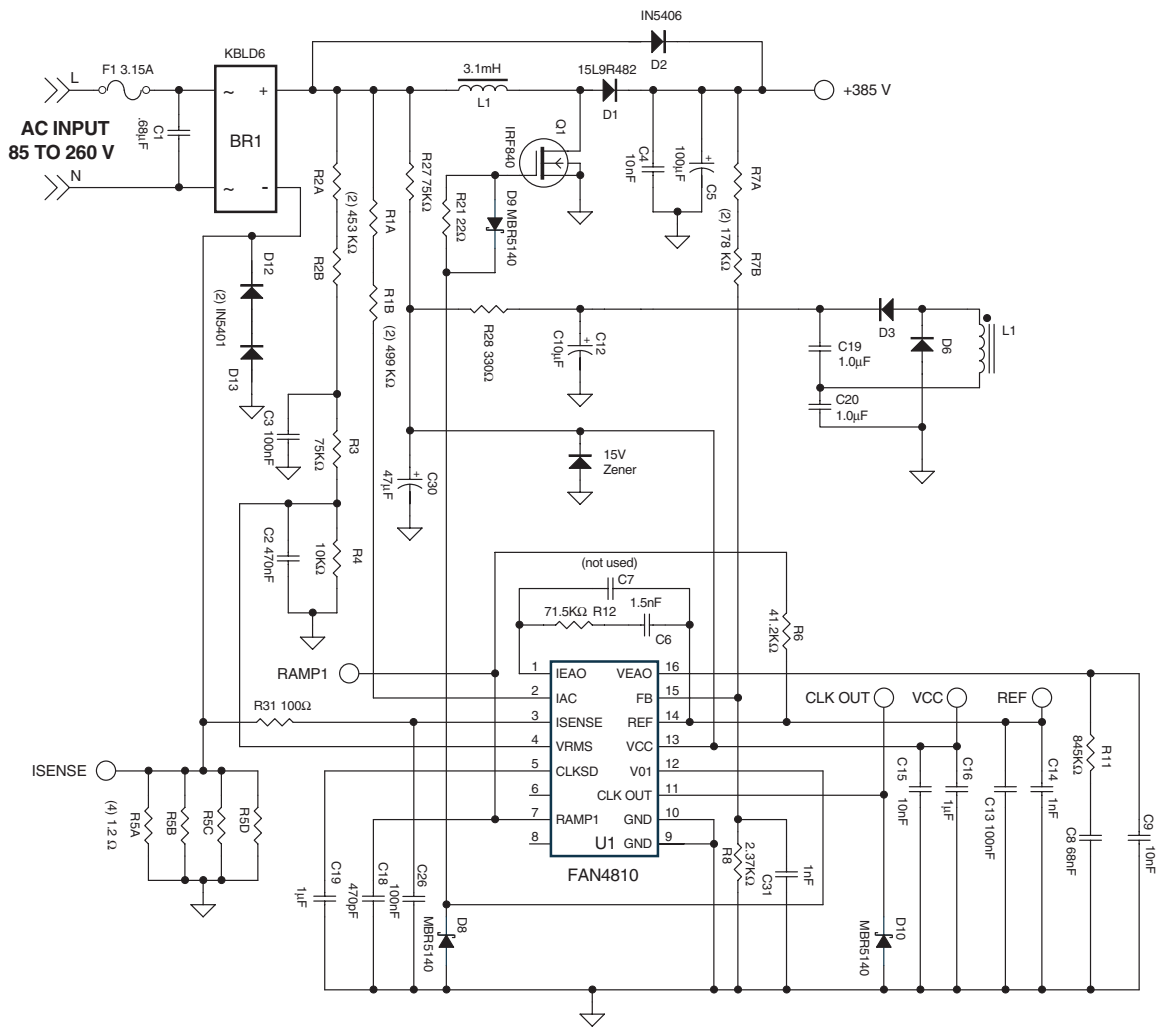 IN5406
D2
KBLD6
F1 3.15A
L
3.1mH
L1
15L9R482
D1
+385 V
AC INPUT
85 TO 260 V
C1
.68µF
~
+
BR1
~
-
N
Q1
IRF840
C4
10nF
100µF
+
C5
R7A
(2) 178 KΩ
R7B
R2A
(2) 453 KΩ
R2B
R1A
R1B
(2) 499 KΩ
R27 75KΩ
R21 22Ω
D9 MBR5140
D12
(2) IN5401
D13
R28 330Ω
C12
C10µF
+
D3
D6
L1
C19
1.0µF
C20
1.0µF
C3 100nF
R3
75KΩ
15V
Zener
C30
47µF
+
C2 470nF
R4
10KΩ
(not used)
C7
71.5KΩ R12
1.5nF
C6
R6
41.2KΩ
RAMP1
1
IEAO
VEAO
16
2
IAC
FB
15
3
ISENSE
REF
14
4
VRMS
VCC
13
5
CLKSD
V01
12
6
CLK OUT
11
7
RAMP1
GND
10
8
U1
GND
9
FAN4810
CLK OUT
VCC
REF
R31 100Ω
ISENSE
R5A
R5B
R5C
R5D
(4) 1.2 Ω
C19
1µF
C18
470pF
C26
100nF
D8
MBR5140
R8
2.37KΩ
C31
1nF
D10
MBR5140
C15
10nF
C16
1µF
C13 100nF
C14
1nF
R11
845KΩ
C8 68nF
C9
10nF